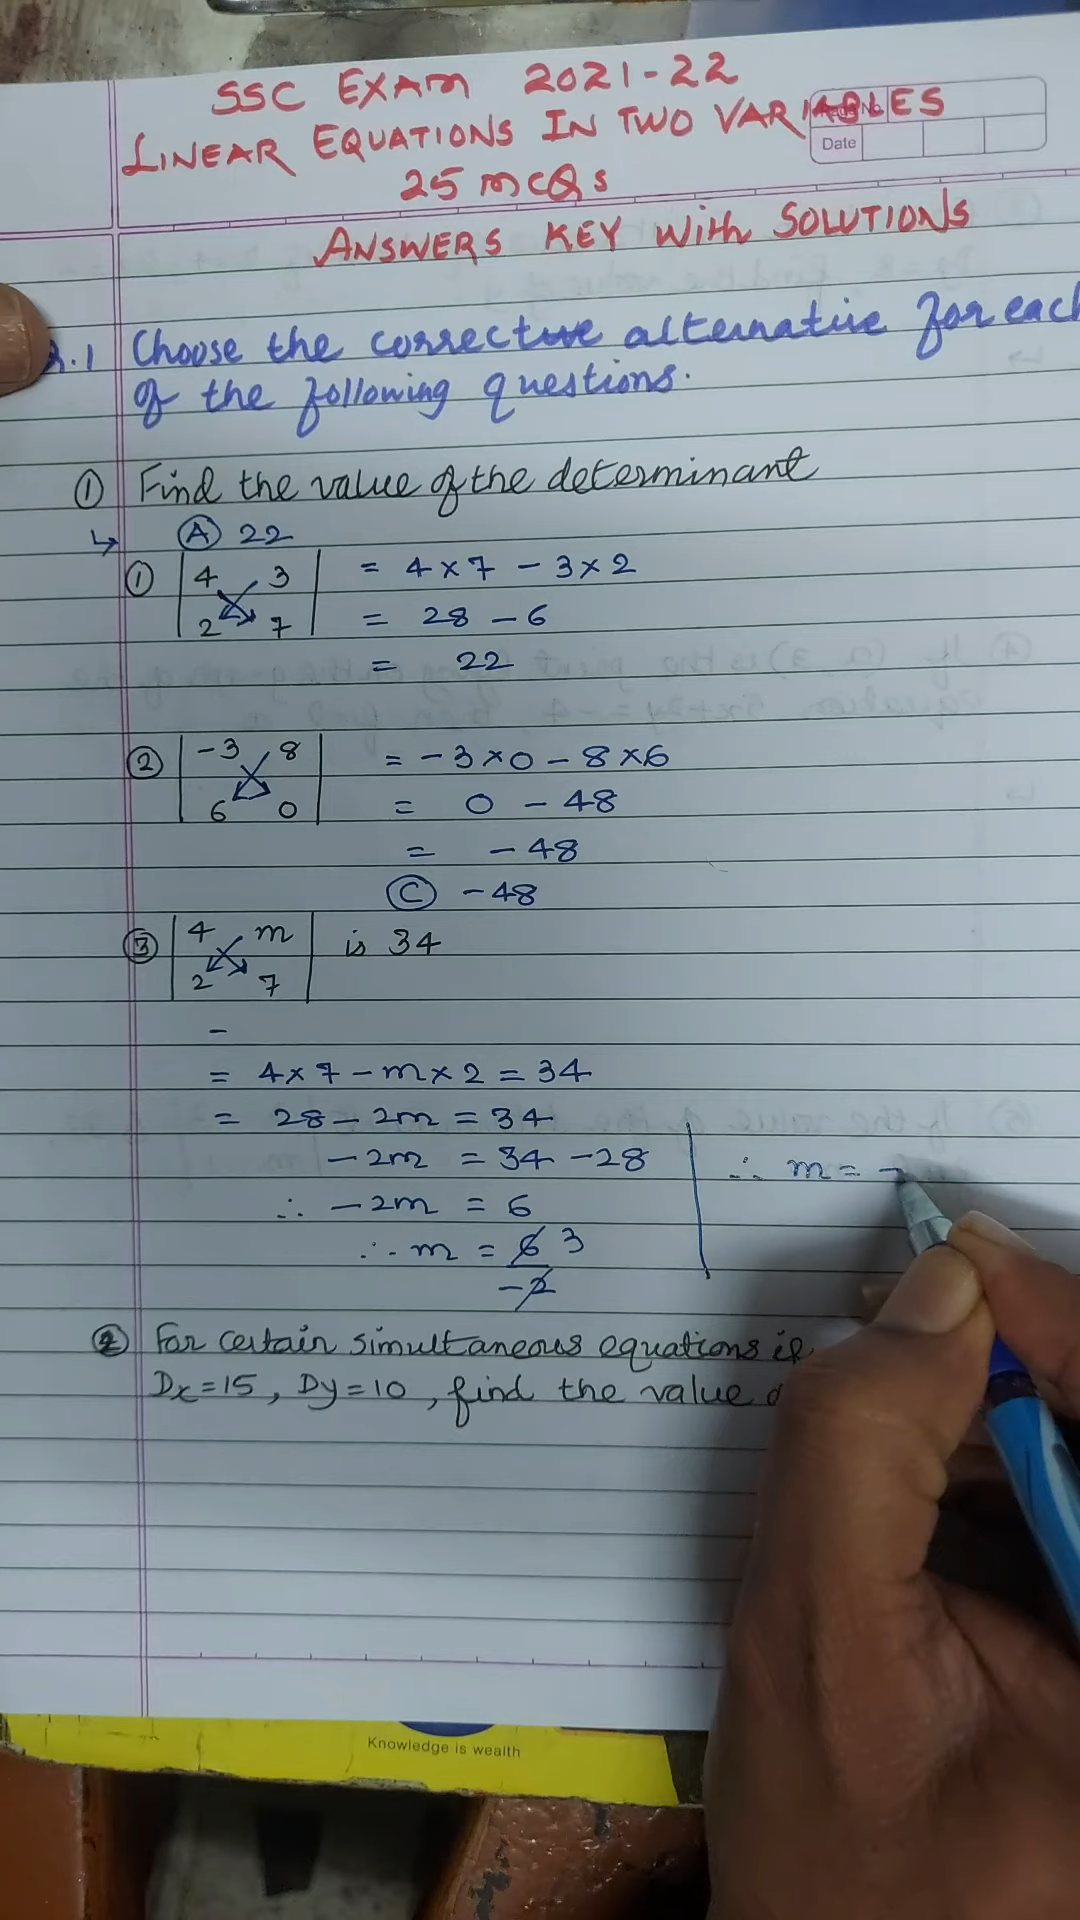 SSC EXAM 2021-22
LINEAR EQUATIONS IN TWO VARIABLES
Date
25 MCQs
ANSWERS KEY With SOLUTIONS
Q.1 Choose the corrective alternative for each
of the following questions.
① Find the value of the determinant
↳ Ⓐ 22
① | 4 3 | = 4 × 7 - 3 × 2
| 2 7 | = 28 - 6
= 22
② | -3 8 | = -3 × 0 - 8 × 6
| 6 0 | = 0 - 48
= -48
Ⓒ -48
③ | 4 m | is 34
| 2 7 |
-
= 4 × 7 - m × 2 = 34
= 28 - 2m = 34
-2m = 34 - 28
∴ -2m = 6
∴ m = 6 3
-2
∴ m = -
② For certain simultaneous equations if
Dx = 15, Dy = 10, find the value
Knowledge is wealth